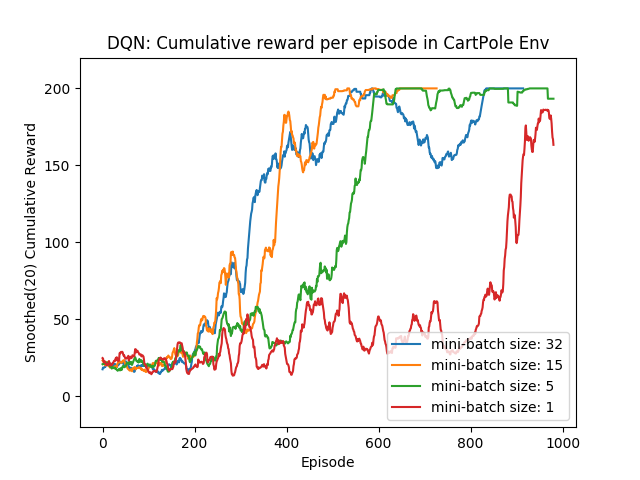 DQN: Cumulative reward per episode in CartPole Env
Smoothed(20) Cumulative Reward
200
150
100
50
0
mini-batch size: 32
mini-batch size: 15
mini-batch size: 5
mini-batch size: 1
0 200 400 600 800 1000
Episode